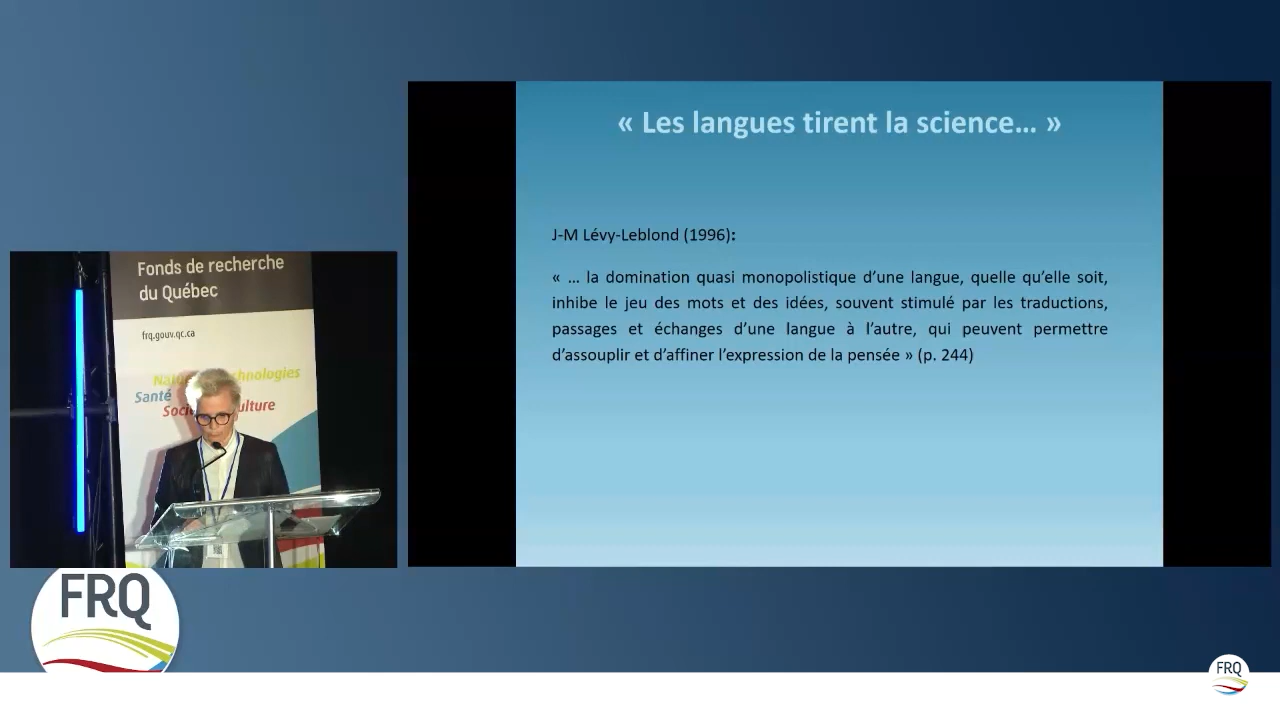 « Les langues tirent la science... »
J-M Lévy-Leblond (1996):
« ... la domination quasi monopolistique d'une langue, quelle qu'elle soit,
inhibe le jeu des mots et des idées, souvent stimulé par les traductions,
passages et échanges d'une langue à l'autre, qui peuvent permettre
d'assouplir et d'affiner l'expression de la pensée » (p. 244)
Fonds de recherche
du Québec
frq.gouv.qc.ca
Santé
FRQ
FRQ